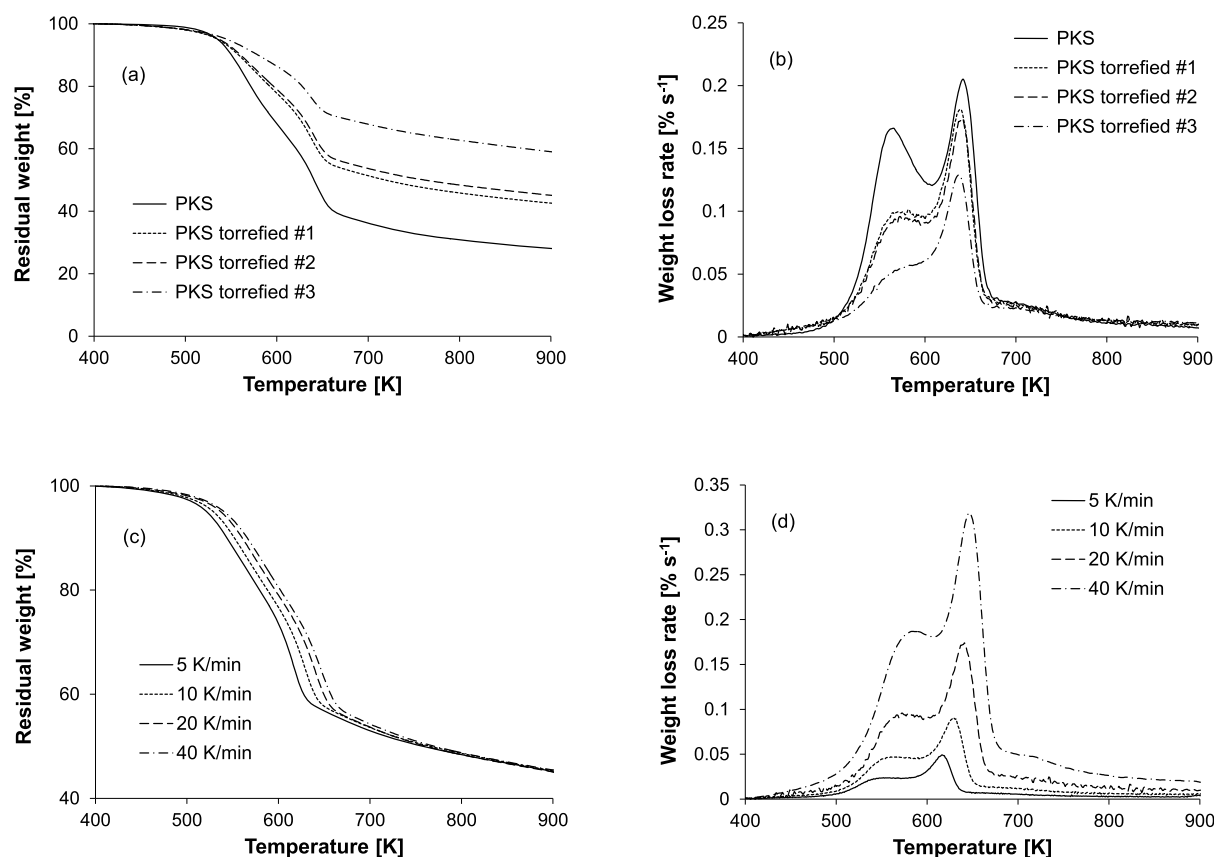 (a)
Residual weight [%]
100
80
60
40
20
0
PKS
PKS torrefied #1
PKS torrefied #2
PKS torrefied #3
400 500 600 700 800 900
Temperature [K]
(b)
Weight loss rate [% s-1]
0.25
0.2
0.15
0.1
0.05
0
PKS
PKS torrefied #1
PKS torrefied #2
PKS torrefied #3
400 500 600 700 800 900
Temperature [K]
(c)
Residual weight [%]
100
80
60
40
5 K/min
10 K/min
20 K/min
40 K/min
400 500 600 700 800 900
Temperature [K]
(d)
Weight loss rate [% s-1]
0.35
0.3
0.25
0.2
0.15
0.1
0.05
0
5 K/min
10 K/min
20 K/min
40 K/min
400 500 600 700 800 900
Temperature [K]